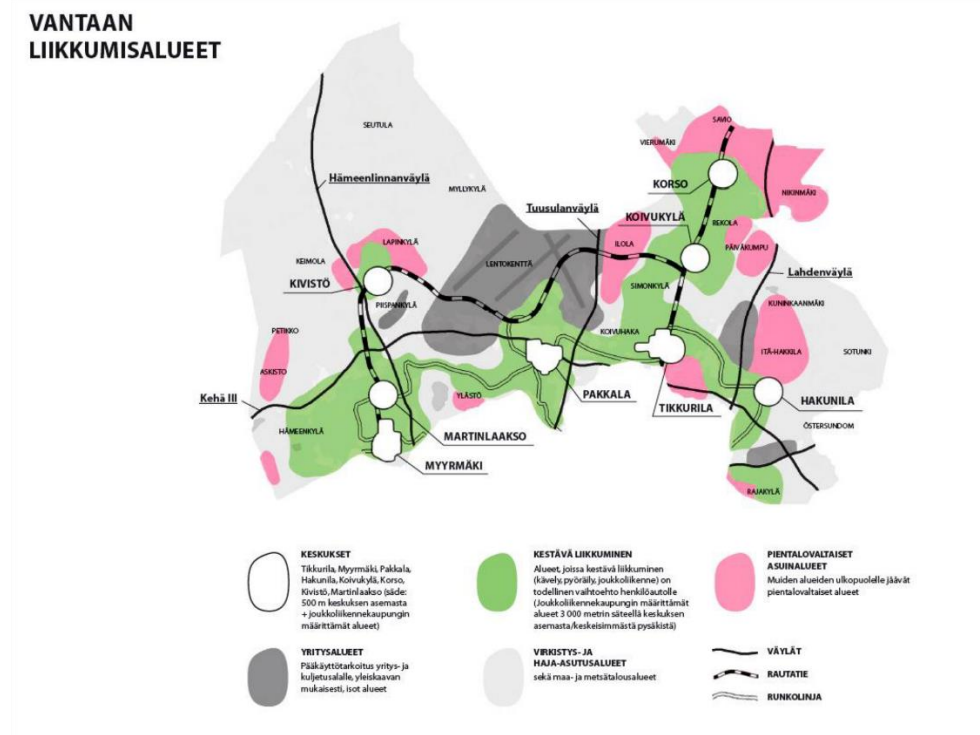 VANTAAN
LIIKKUMISALUEET
SEUTULA
Hämeenlinnanväylä
MYLLYKYLÄ
SAVIO
VIERUMÄKI
KORSO
NIKINMÄKI
Tuusulanväylä
KOIVUKYLÄ
REKOLA
LAPINKYLÄ
ILOLA
PÄIVÄKUMPU
KEIMOLA
LENTOKENTTÄ
Lahdenväylä
KIVISTÖ
SIMONKYLÄ
PIISPANKYLÄ
KUNINKAANMÄKI
PETIKKO
KOIVUHAKA
ITÄ-HAKKILA
SOTUNKI
ASKISTO
Kehä III
YLÄSTÖ
PAKKALA
TIKKURILA
HAKUNILA
HÄMEENKYLÄ
MARTINLAAKSO
ÖSTERSUNDOM
MYYRMÄKI
RAJAKYLÄ
KESKUKSET
Tikkurila, Myyrmäki, Pakkala,
Hakunila, Koivukylä, Korso,
Kivistö, Martinlaakso (säde:
500 m keskuksen asemasta
+ joukkoliikennekaupungin
määrittämät alueet)
KESTÄVÄ LIIKKUMINEN
Alueet, joissa kestävä liikkuminen
(kävely, pyöräily, joukkoliikenne) on
todellinen vaihtoehto henkilöautolle
(Joukkoliikennekaupungin määrittämät
alueet 3 000 metrin säteellä keskuksen
asemasta/keskeisimmästä pysäkistä)
PIENTALOVALTAISET
ASUINALUEET
Muiden alueiden ulkopuolelle jäävät
pientalovaltaiset alueet
YRITYSALUEET
Pääkäyttötarkoitus yritys- ja
kuljetusalalle, yleiskaavan
mukaisesti, isot alueet
VIRKISTYS- JA
HAJA-ASUTUSALUEET
sekä maa- ja metsätalousalueet
VÄYLÄT
RAUTATIE
RUNKOLINJA